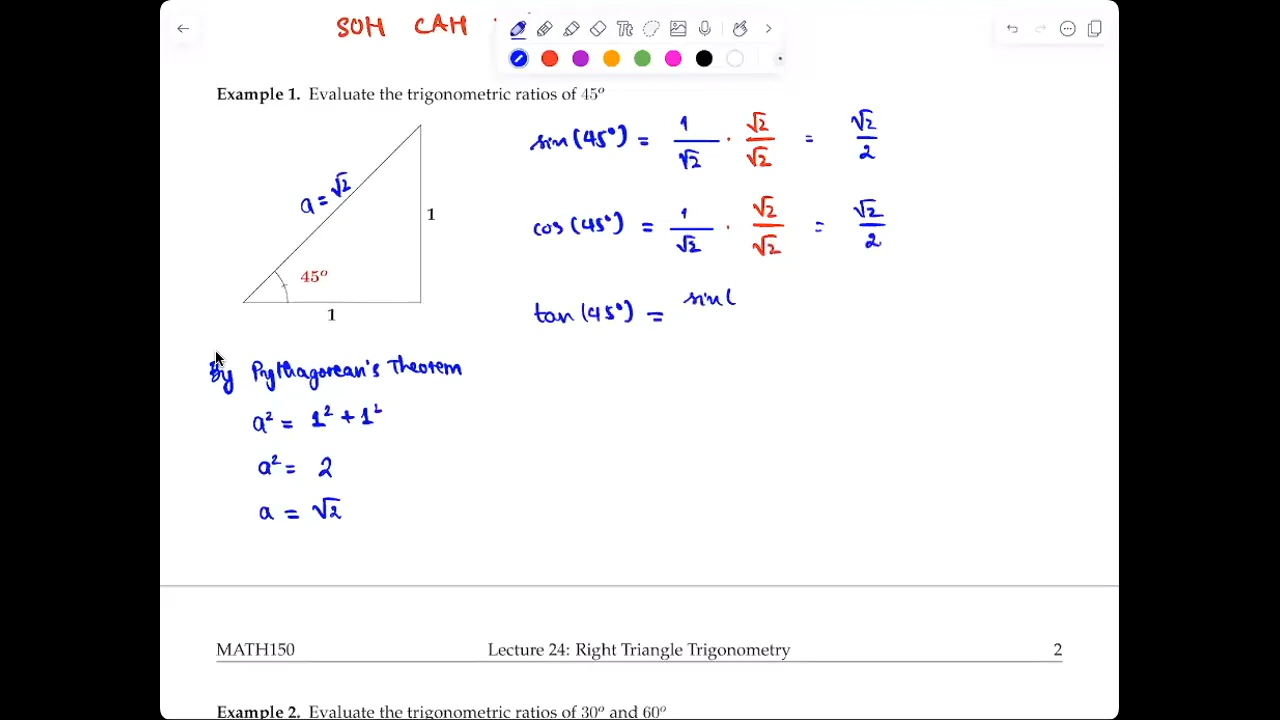 SOH CAH
Example 1. Evaluate the trigonometric ratios of 45°
sin(45°) = 1/√2 · √2/√2 = √2/2
a = √2
1
cos(45°) = 1/√2 · √2/√2 = √2/2
45°
1
tan(45°) = sin(
By Pythagorean's Theorem
a² = 1² + 1²
a² = 2
a = √2
MATH150 Lecture 24: Right Triangle Trigonometry 2
Example 2. Evaluate the trigonometric ratios of 30° and 60°